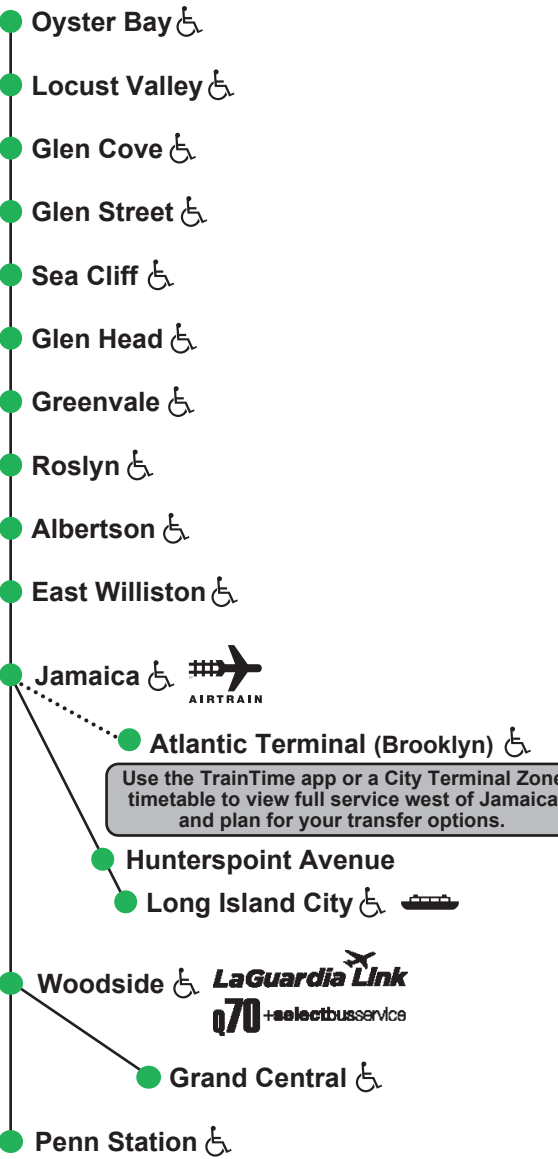 Oyster Bay
Locust Valley
Glen Cove
Glen Street
Sea Cliff
Glen Head
Greenvale
Roslyn
Albertson
East Williston
Jamaica
AIRTRAIN
Atlantic Terminal (Brooklyn)
Use the TrainTime app or a City Terminal Zone
timetable to view full service west of Jamaica
and plan for your transfer options.
Hunterspoint Avenue
Long Island City
Woodside
LaGuardia Link
Q70 +selectbusservice
Grand Central
Penn Station